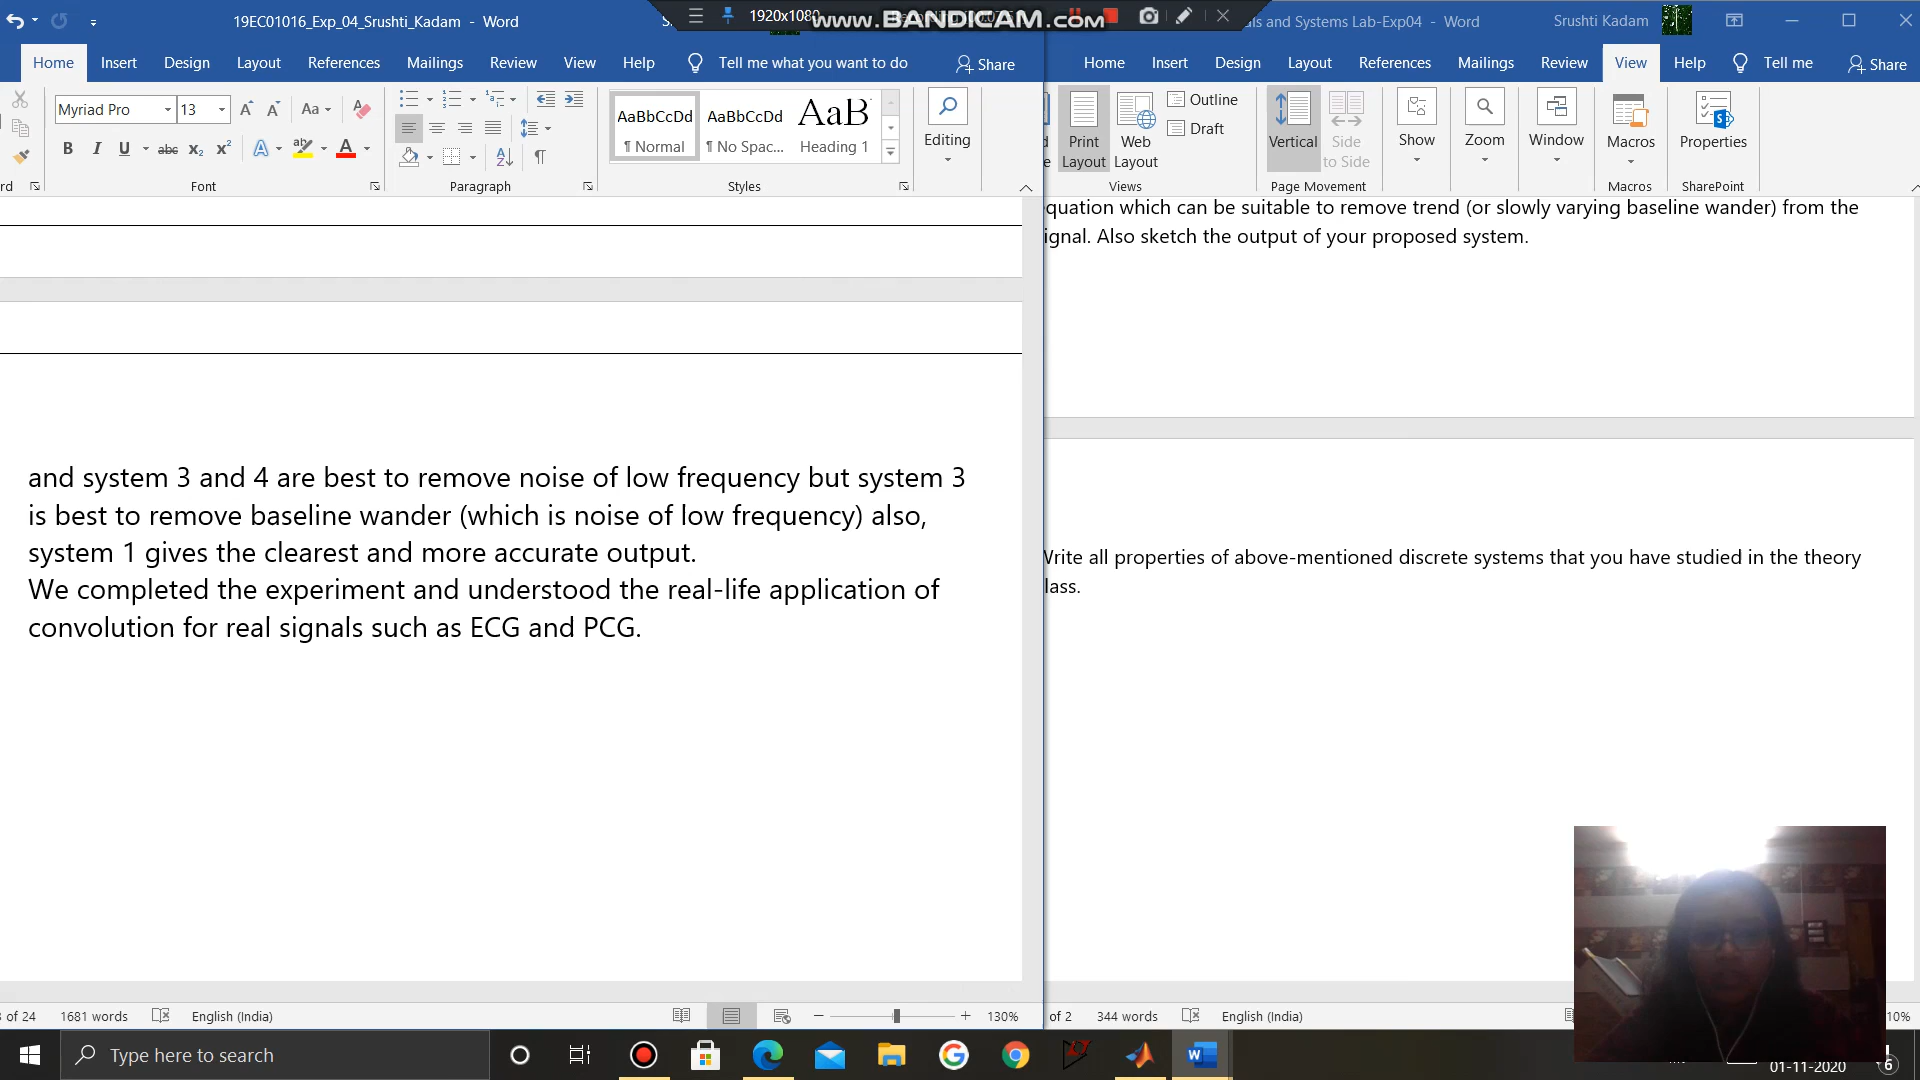 19EC01016_Exp_04_Srushti_Kadam - Word
1920x1080
www.BANDICAM.com
and Systems Lab-Exp04 - Word
Srushti Kadam
Home Insert Design Layout References Mailings Review View Help Tell me what you want to do Share
Home Insert Design Layout References Mailings Review View Help Tell me Share
Myriad Pro 13
Aa
B I U abc X₂ X²
A
Font
Paragraph
AaBbCcDd AaBbCcDd AaB
¶ Normal ¶ No Spac... Heading 1
Styles
Editing
Print Layout
Web Layout
Outline
Draft
Views
Vertical
Side to Side
Page Movement
Show
Zoom
Window
Macros
Macros
Properties
SharePoint
equation which can be suitable to remove trend (or slowly varying baseline wander) from the
ignal. Also sketch the output of your proposed system.
and system 3 and 4 are best to remove noise of low frequency but system 3
is best to remove baseline wander (which is noise of low frequency) also,
system 1 gives the clearest and more accurate output.
We completed the experiment and understood the real-life application of
convolution for real signals such as ECG and PCG.
Write all properties of above-mentioned discrete systems that you have studied in the theory
lass.
of 24 1681 words English (India) 130%
of 2 344 words English (India)
Type here to search
01-11-2020
6